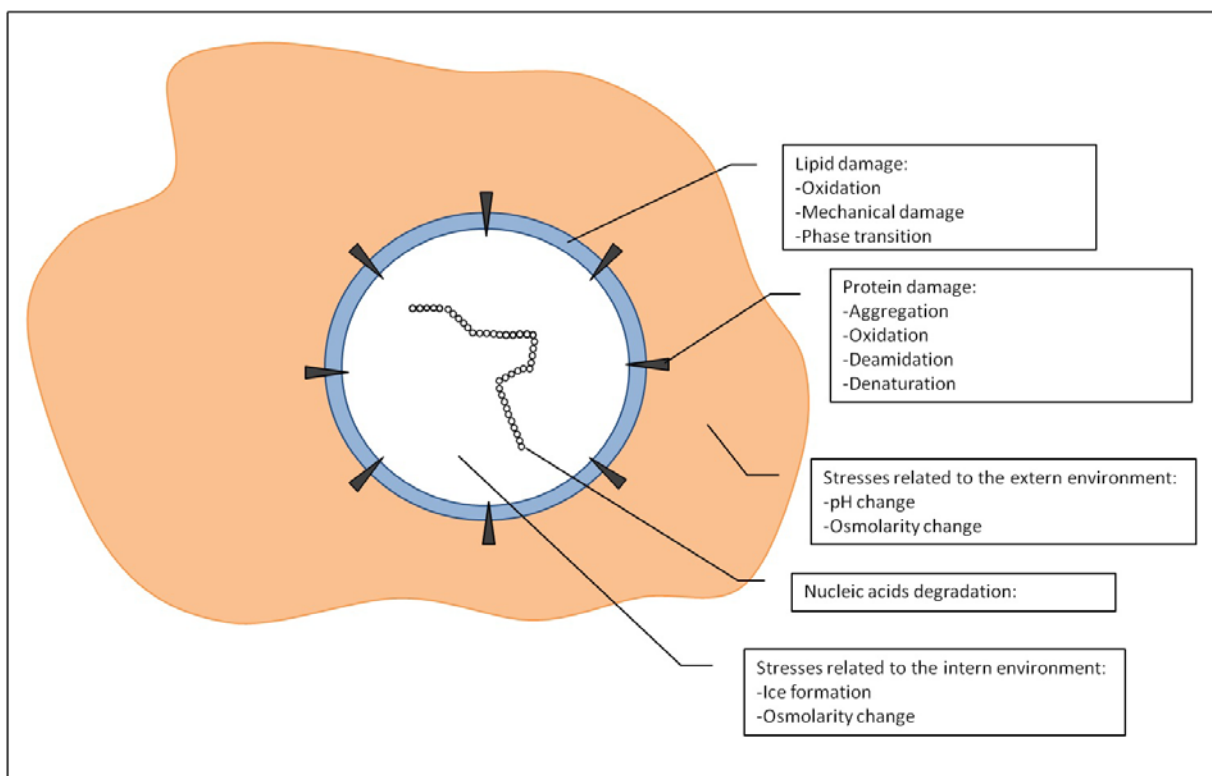 Lipid damage:
-Oxidation
-Mechanical damage
-Phase transition
Protein damage:
-Aggregation
-Oxidation
-Deamidation
-Denaturation
Stresses related to the extern environment:
-pH change
-Osmolarity change
Nucleic acids degradation:
Stresses related to the intern environment:
-Ice formation
-Osmolarity change